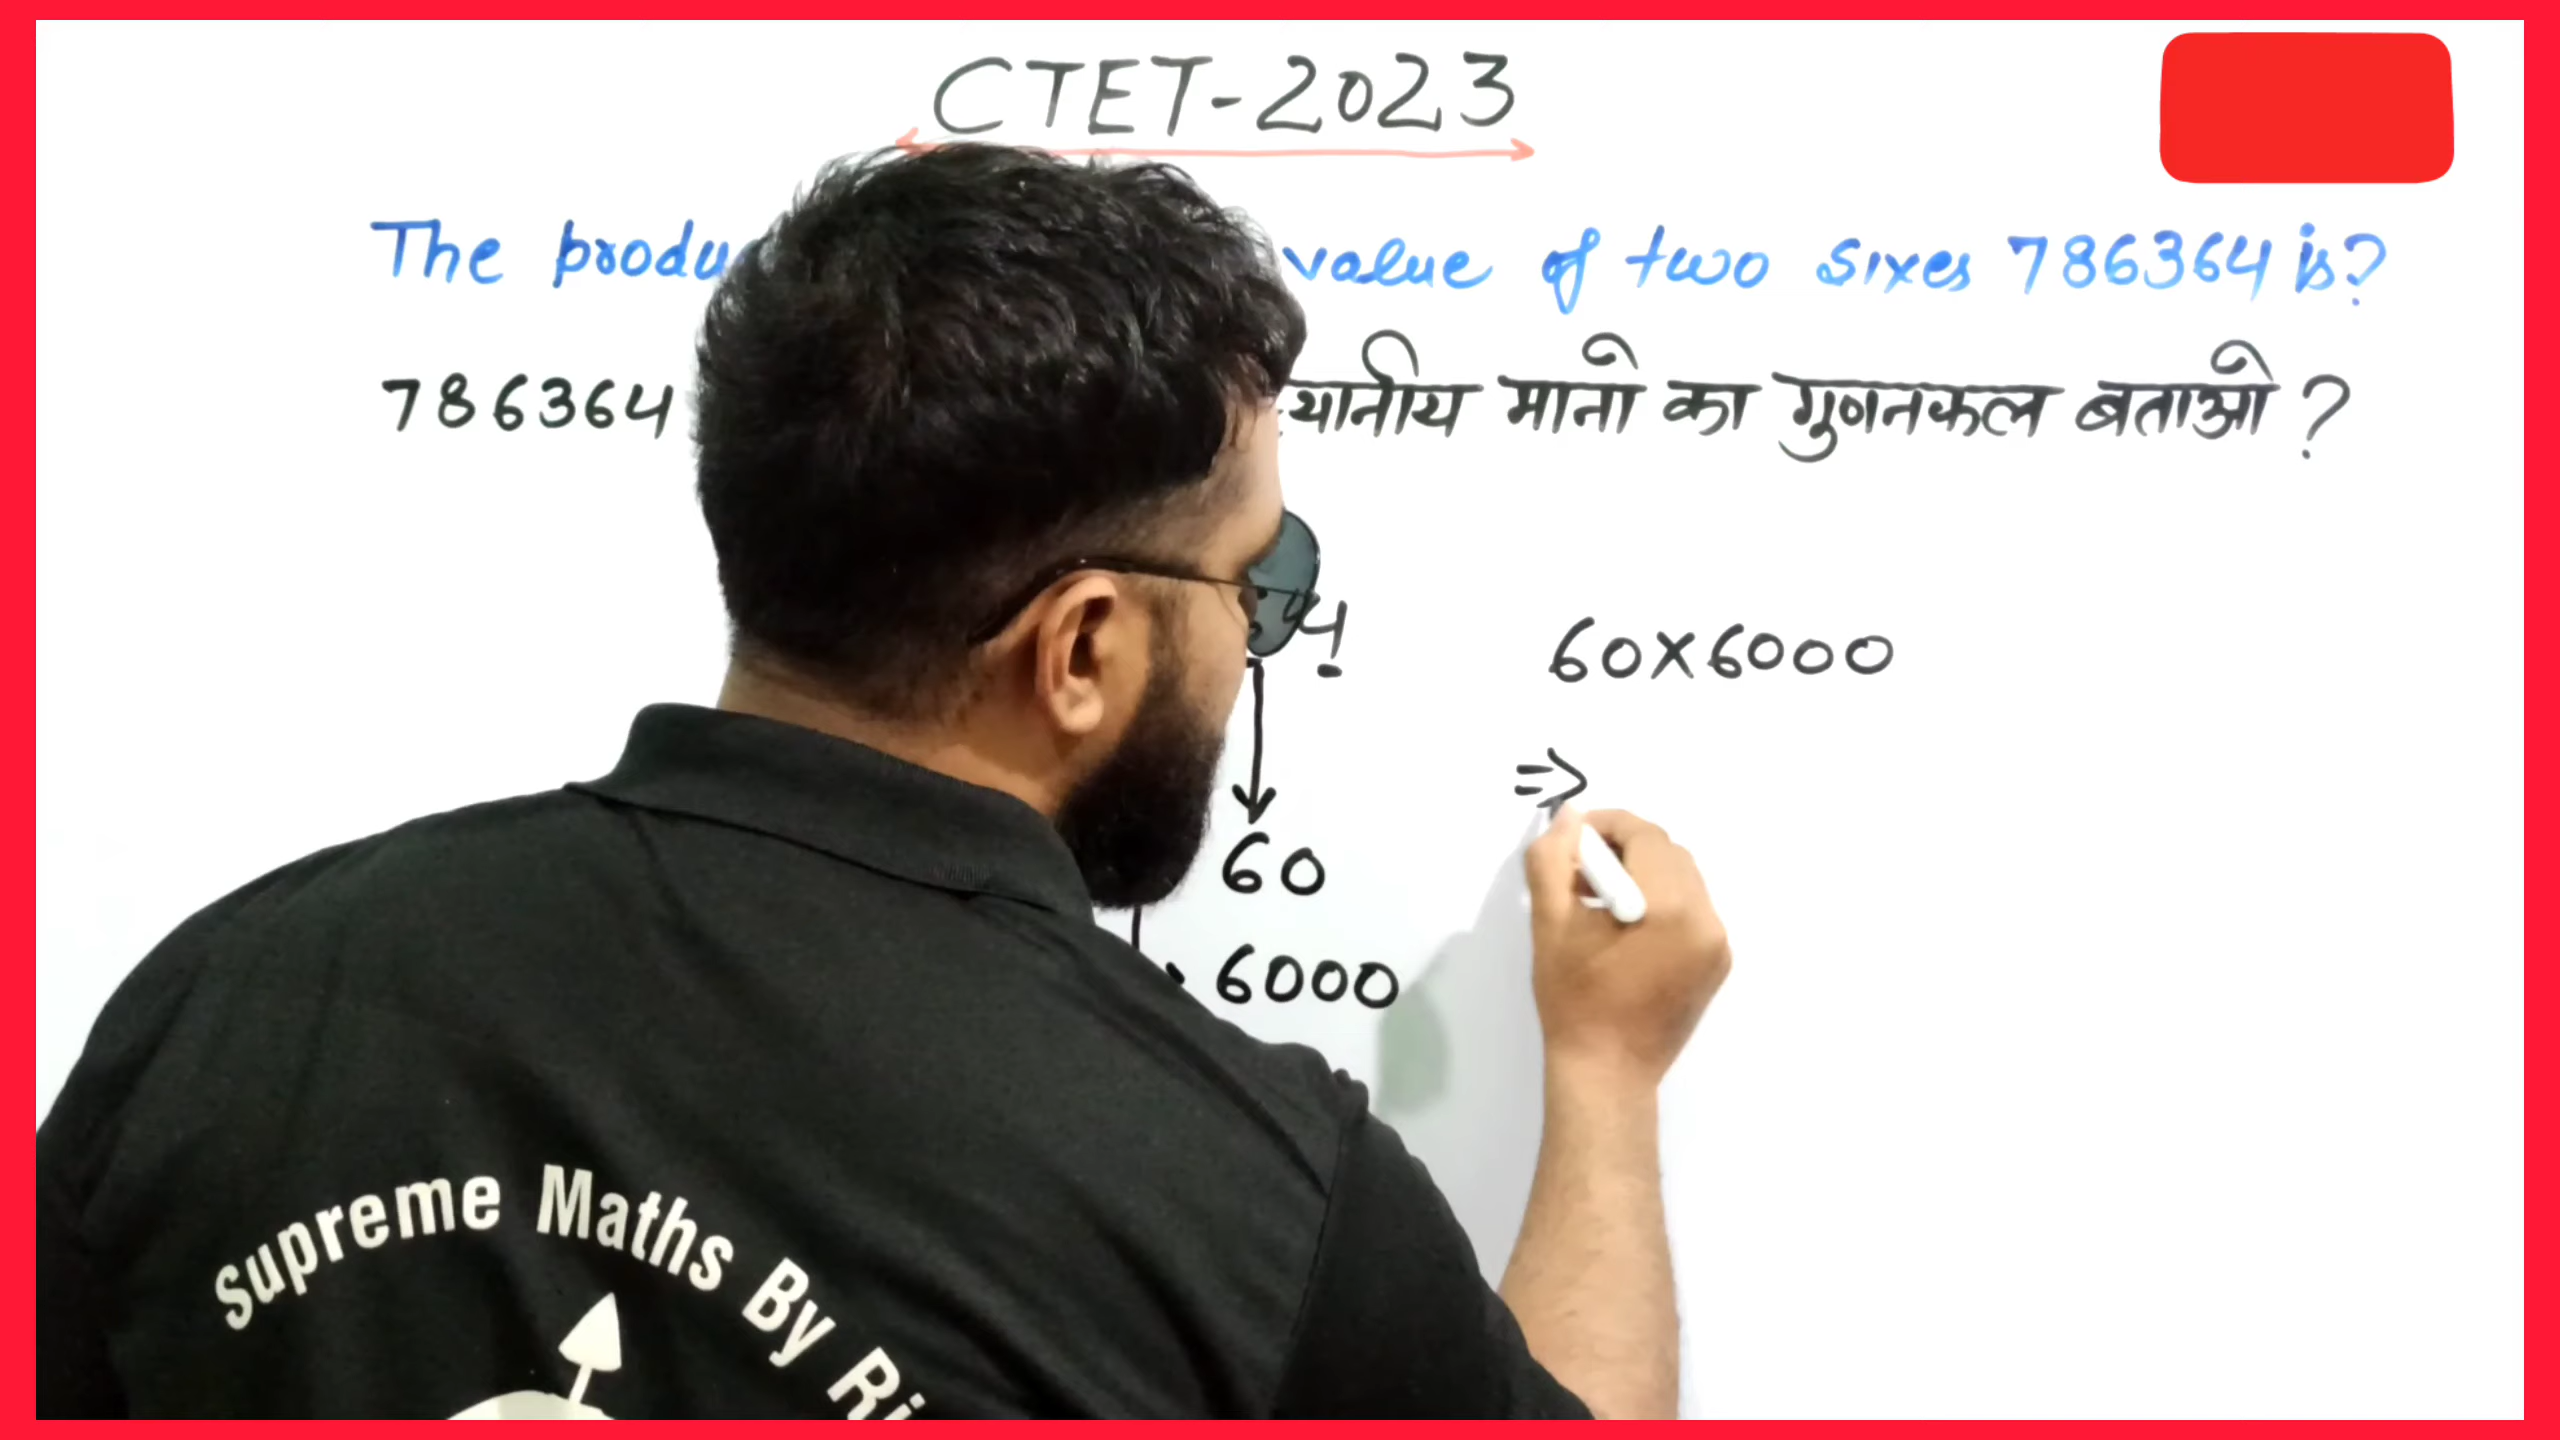 CTET-2023
The value of two sixes 786364 is?
786364 मानो का गुणनफल बताओ ?
4
60×6000
⇒
60
6000
Supreme Maths By